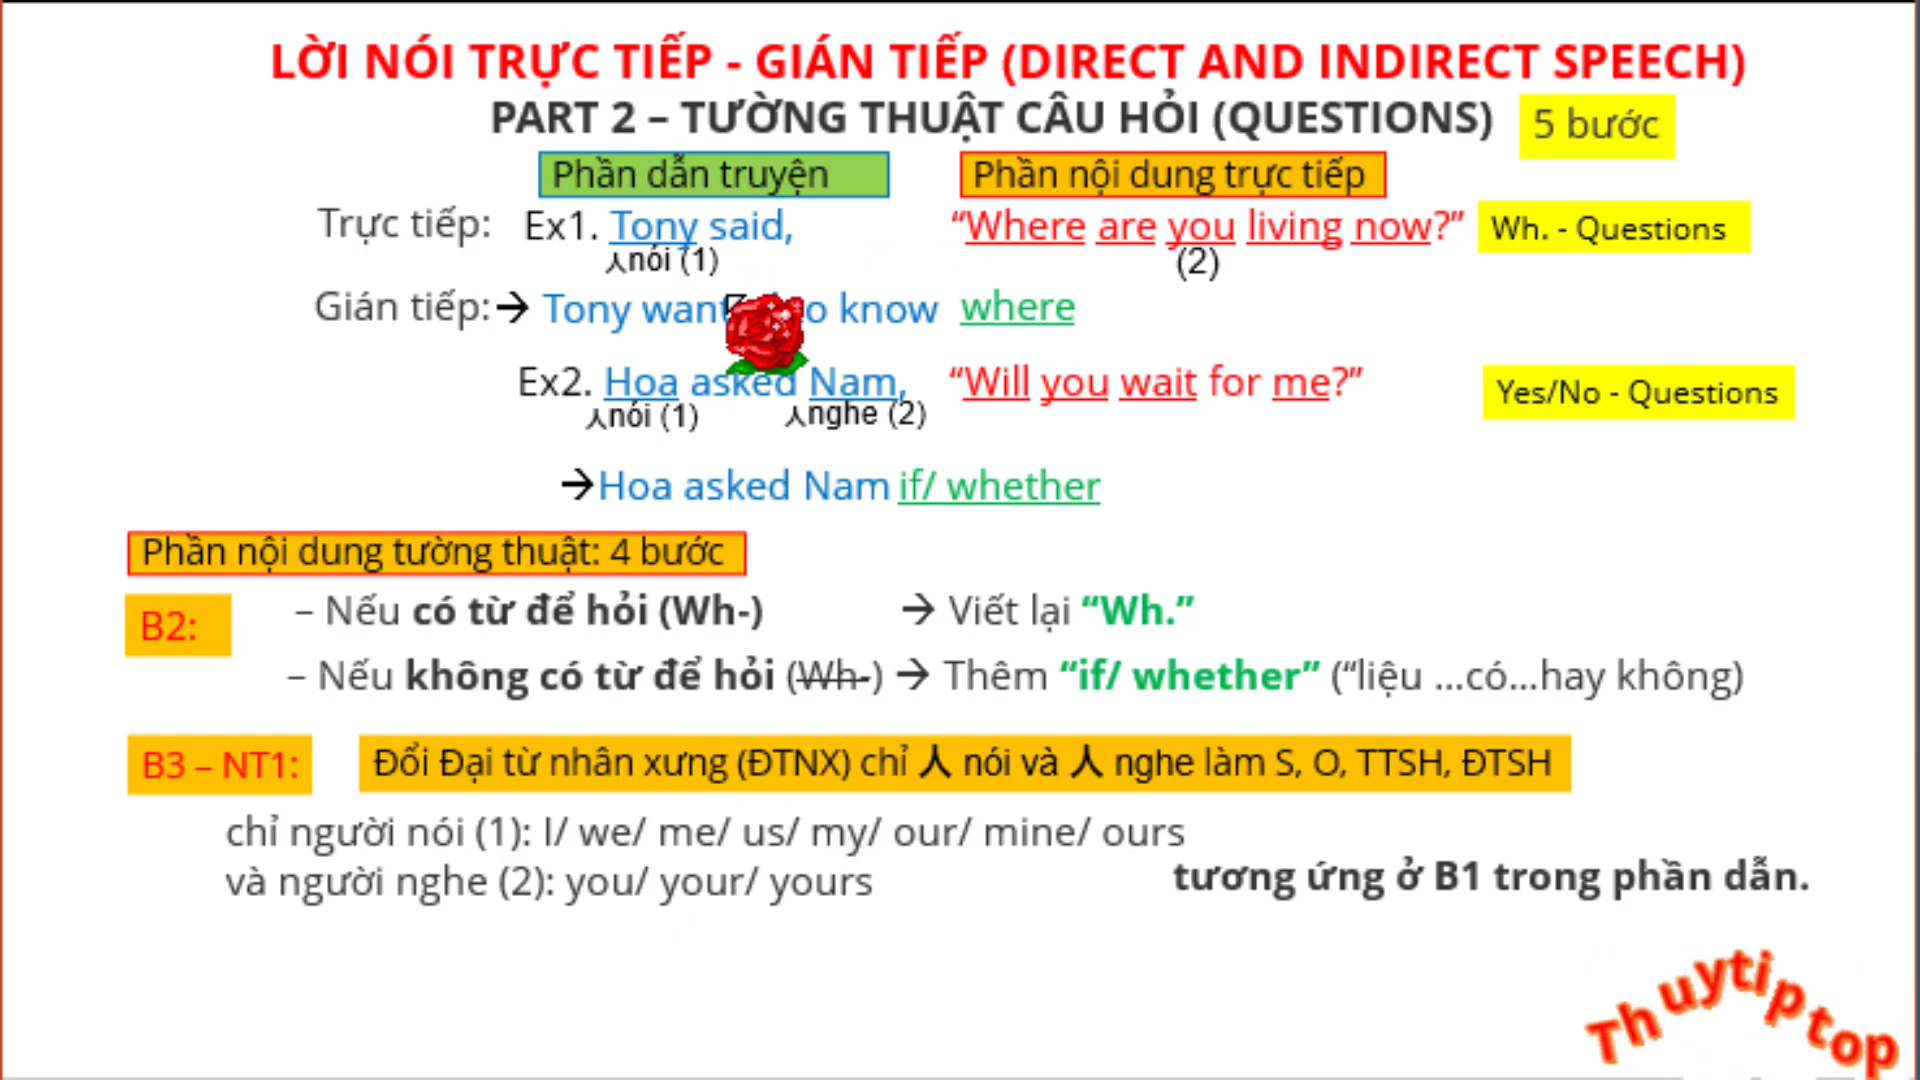 LỜI NÓI TRỰC TIẾP - GIÁN TIẾP (DIRECT AND INDIRECT SPEECH)
PART 2 – TƯỜNG THUẬT CÂU HỎI (QUESTIONS) 5 bước
Phần dẫn truyện Phần nội dung trực tiếp
Trực tiếp: Ex1. Tony said, “Where are you living now?” Wh. - Questions
人nói (1) (2)
Gián tiếp:→ Tony know where
Ex2. Hoa asked Nam, “Will you wait for me?” Yes/No - Questions
人nói (1) 人nghe (2)
→Hoa asked Nam if/ whether
Phần nội dung tường thuật: 4 bước
B2: – Nếu có từ để hỏi (Wh-) → Viết lại “Wh.”
– Nếu không có từ để hỏi (Wh-) → Thêm “if/ whether” (“liệu ...có...hay không)
B3 – NT1: Đổi Đại từ nhân xưng (ĐTNX) chỉ 人 nói và 人 nghe làm S, O, TTSH, ĐTSH
chỉ người nói (1): I/ we/ me/ us/ my/ our/ mine/ ours
và người nghe (2): you/ your/ yours tương ứng ở B1 trong phần dẫn.
Thuytiptop